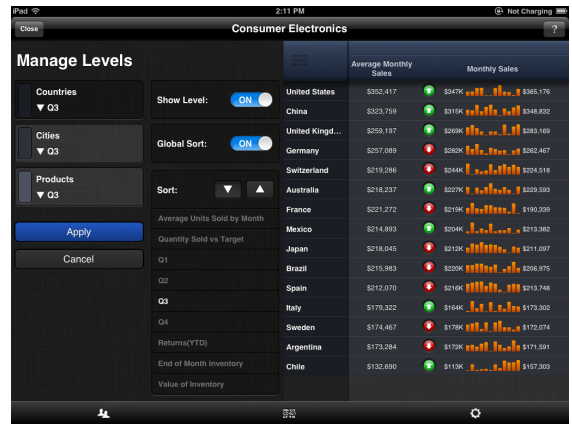 iPad 2:11 PM Not Charging
Close Consumer Electronics ?
Manage Levels
Countries
▼ Q3
Cities
▼ Q3
Products
▼ Q3
Apply
Cancel
Show Level: ON
Global Sort: ON
Sort: ▼ ▲
Average Units Sold by Month
Quantity Sold vs Target
Q1
Q2
Q3
Q4
Returns(YTD)
End of Month Inventory
Value of Inventory
Average Monthly
Sales
Monthly Sales
United States $352,417 $347K $365,176
China $323,759 $315K $348,832
United Kingd... $259,197 $269K $283,169
Germany $257,089 $282K $262,467
Switzerland $219,286 $244K $224,518
Australia $218,237 $227K $229,593
France $221,272 $219K $190,339
Mexico $214,893 $204K $213,382
Japan $218,045 $212K $211,097
Brazil $215,983 $220K $206,975
Spain $212,070 $216K $213,748
Italy $179,322 $164K $173,302
Sweden $174,467 $178K $172,074
Argentina $173,284 $172K $171,591
Chile $132,690 $113K $157,303